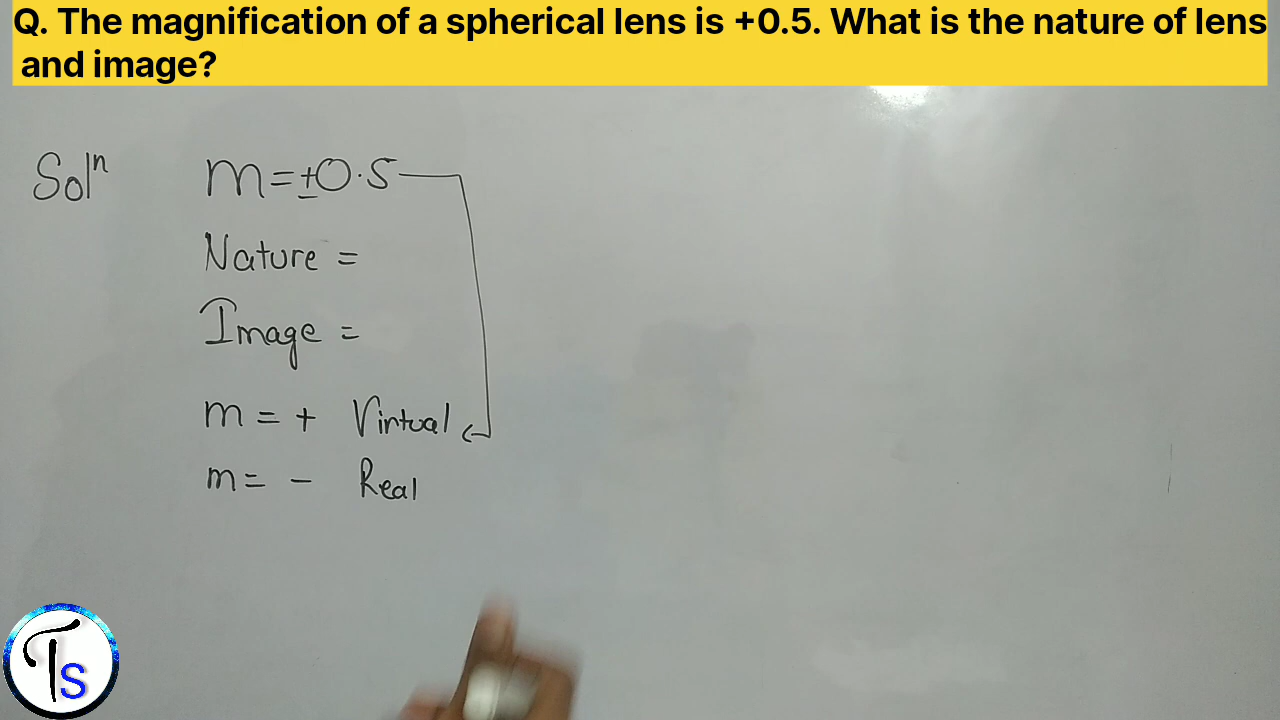 Q. The magnification of a spherical lens is +0.5. What is the nature of lens
and image?
Solⁿ m = +0.5
Nature =
Image =
m = + Virtual
m = - Real
Ts